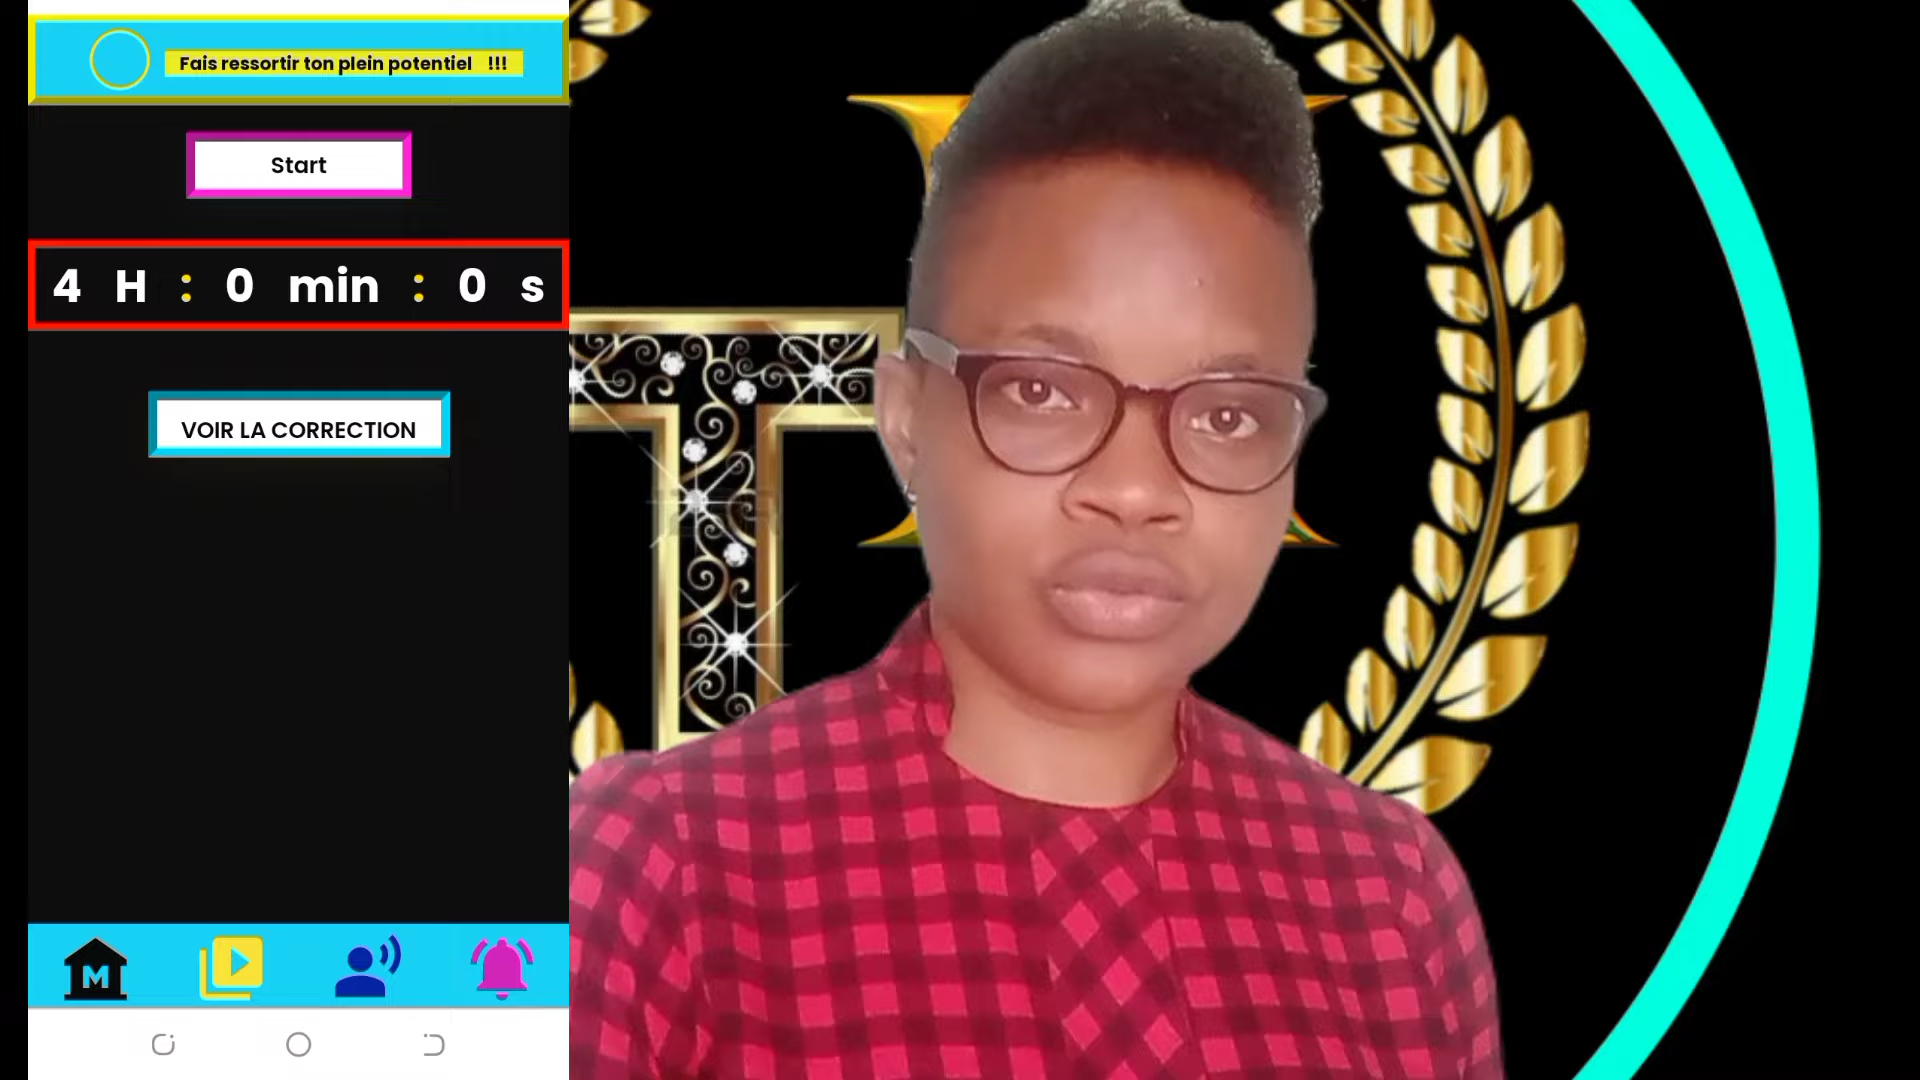 Fais ressortir ton plein potentiel !!!
Start
4 H : 0 min : 0 s
VOIR LA CORRECTION
M
T